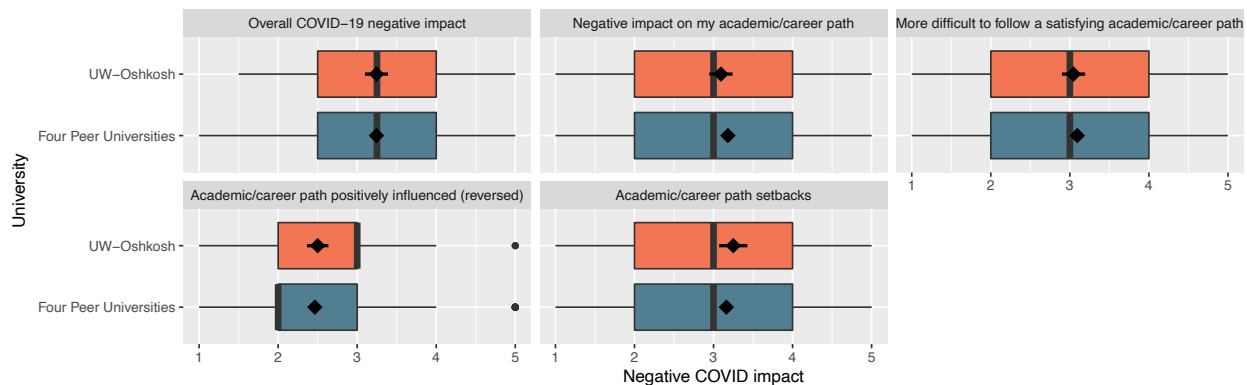 Overall COVID−19 negative impact
Negative impact on my academic/career path
More difficult to follow a satisfying academic/career path
UW−Oshkosh
Four Peer Universities
1 2 3 4 5
University
Academic/career path positively influenced (reversed)
Academic/career path setbacks
UW−Oshkosh
Four Peer Universities
1 2 3 4 5
1 2 3 4 5
Negative COVID impact